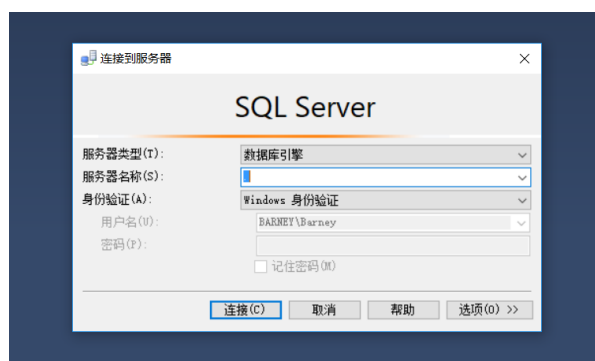 连接到服务器
SQL Server
服务器类型(T): 数据库引擎
服务器名称(S): .
身份验证(A): Windows 身份验证
用户名(U): BARNEY\Barney
密码(P):
记住密码(M)
连接(C) 取消 帮助 选项(O) >>